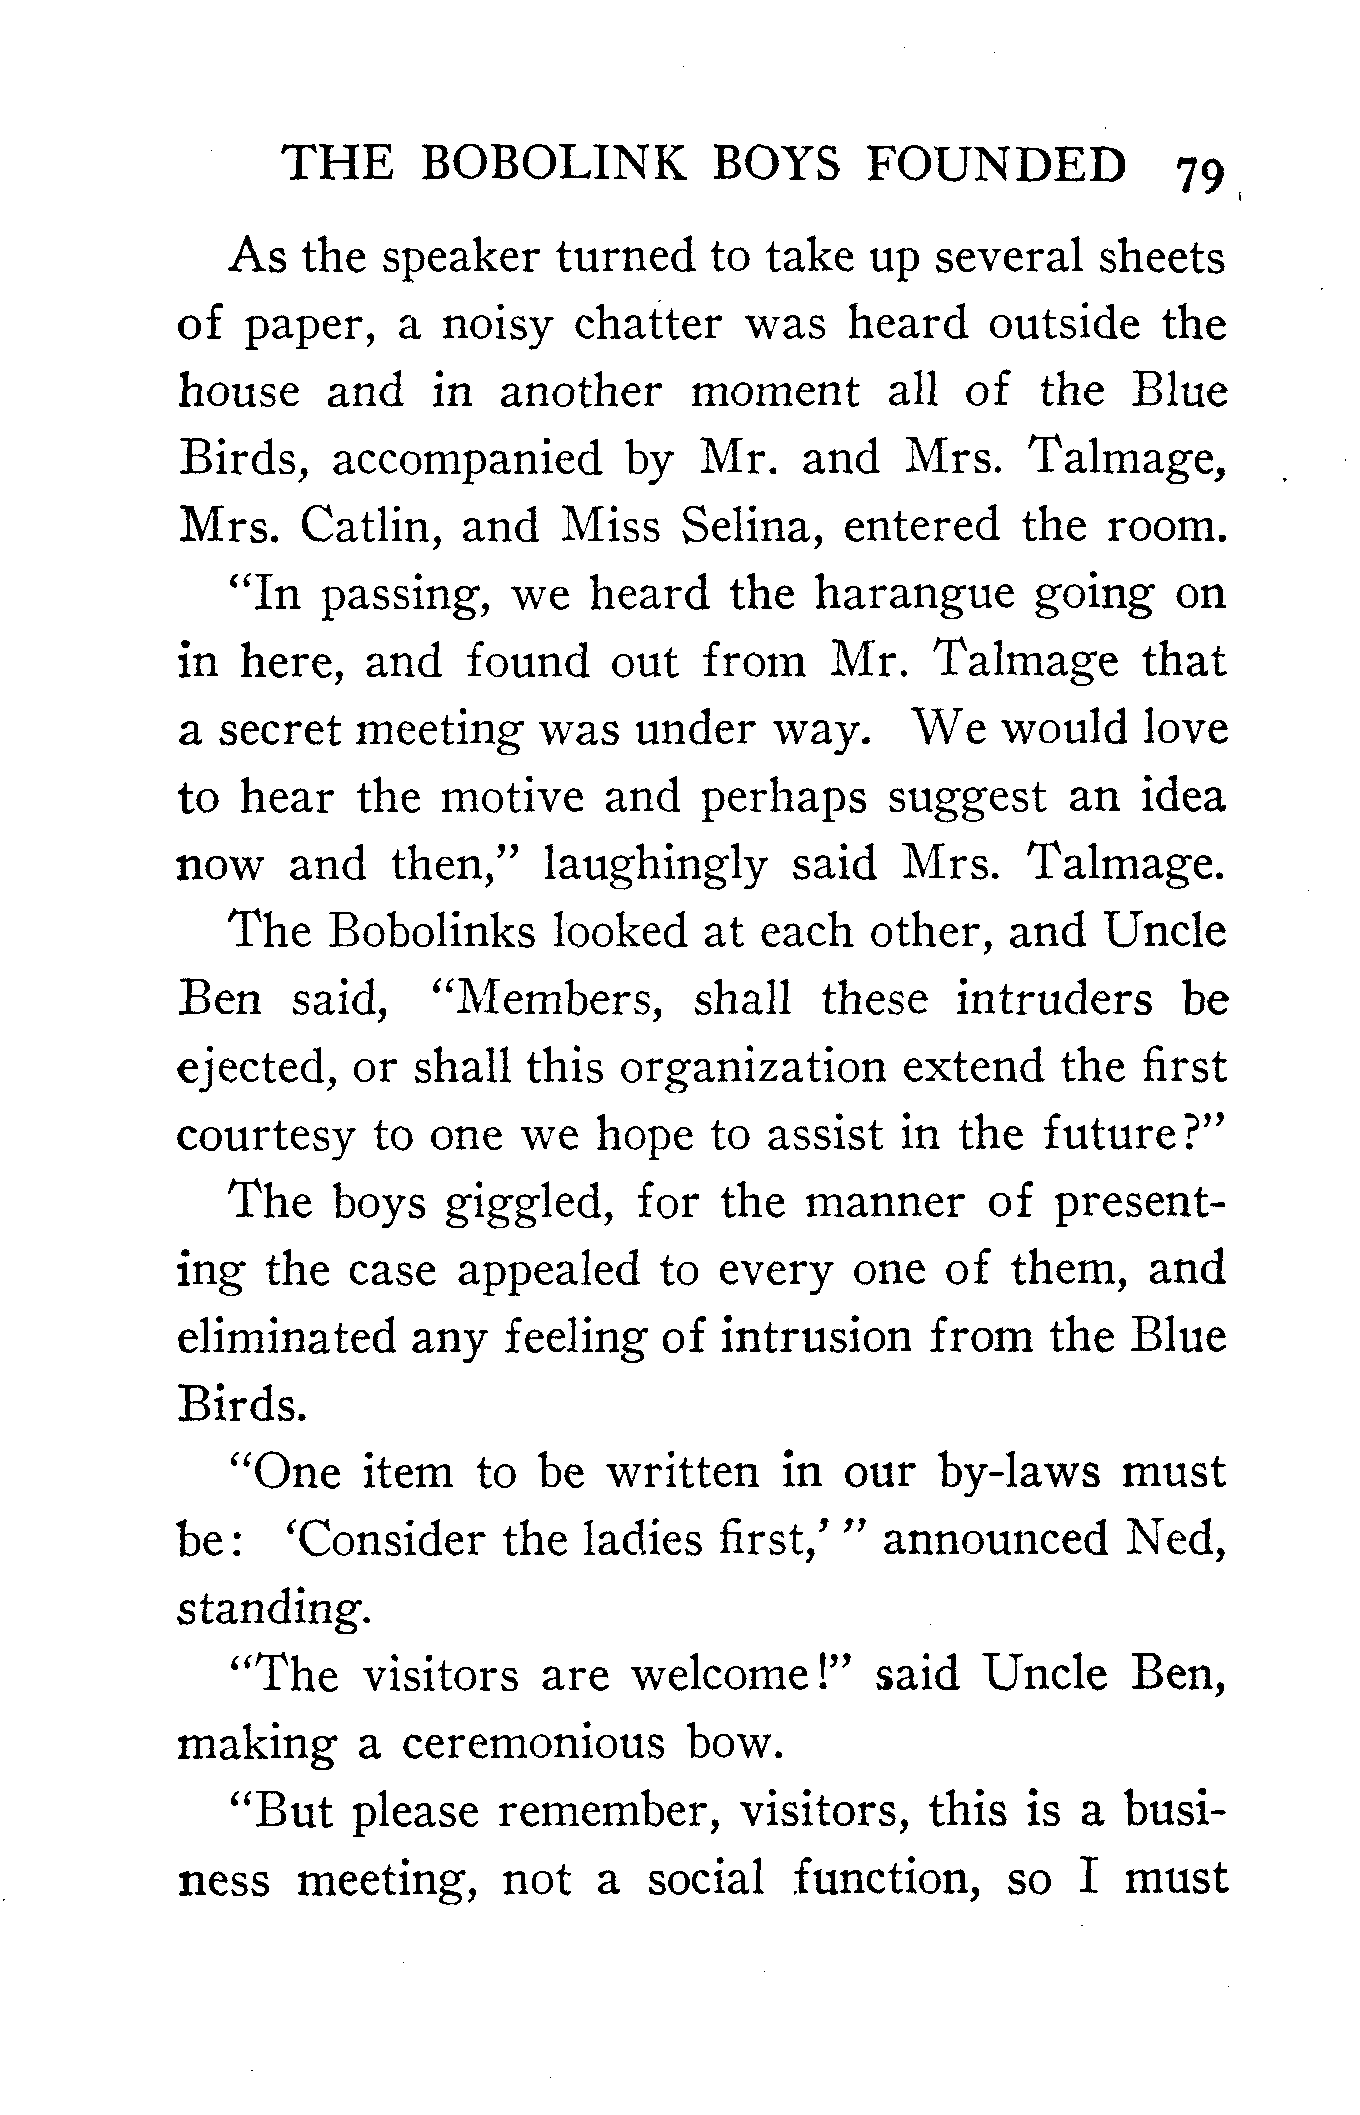 THE BOBOLINK BOYS FOUNDED 79
As the speaker turned to take up several sheets
of paper, a noisy chatter was heard outside the
house and in another moment all of the Blue
Birds, accompanied by Mr. and Mrs. Talmage,
Mrs. Catlin, and Miss Selina, entered the room.
“In passing, we heard the harangue going on
in here, and found out from Mr. Talmage that
a secret meeting was under way. We would love
to hear the motive and perhaps suggest an idea
now and then,” laughingly said Mrs. Talmage.
The Bobolinks looked at each other, and Uncle
Ben said, “Members, shall these intruders be
ejected, or shall this organization extend the first
courtesy to one we hope to assist in the future?”
The boys giggled, for the manner of present-
ing the case appealed to every one of them, and
eliminated any feeling of intrusion from the Blue
Birds.
“One item to be written in our by-laws must
be: ‘Consider the ladies first,’ ” announced Ned,
standing.
“The visitors are welcome!” said Uncle Ben,
making a ceremonious bow.
“But please remember, visitors, this is a busi-
ness meeting, not a social function, so I must